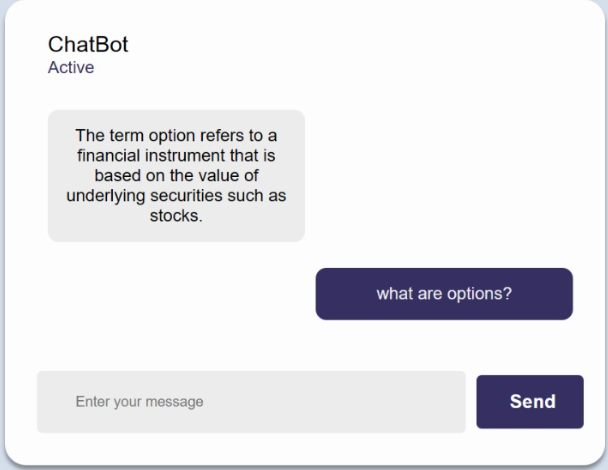 ChatBot
Active
The term option refers to a
financial instrument that is
based on the value of
underlying securities such as
stocks.
what are options?
Enter your message
Send